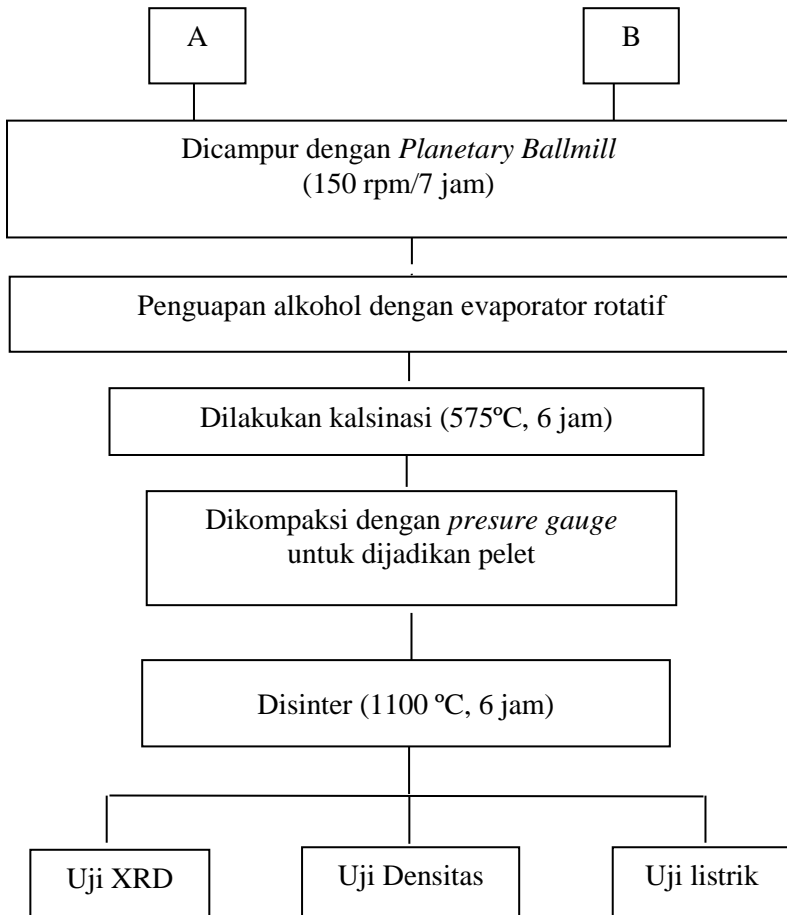 A
B
Dicampur dengan Planetary Ballmill
(150 rpm/7 jam)
Penguapan alkohol dengan evaporator rotatif
Dilakukan kalsinasi (575ºC, 6 jam)
Dikompaksi dengan presure gauge
untuk dijadikan pelet
Disinter (1100 ºC, 6 jam)
Uji XRD
Uji Densitas
Uji listrik